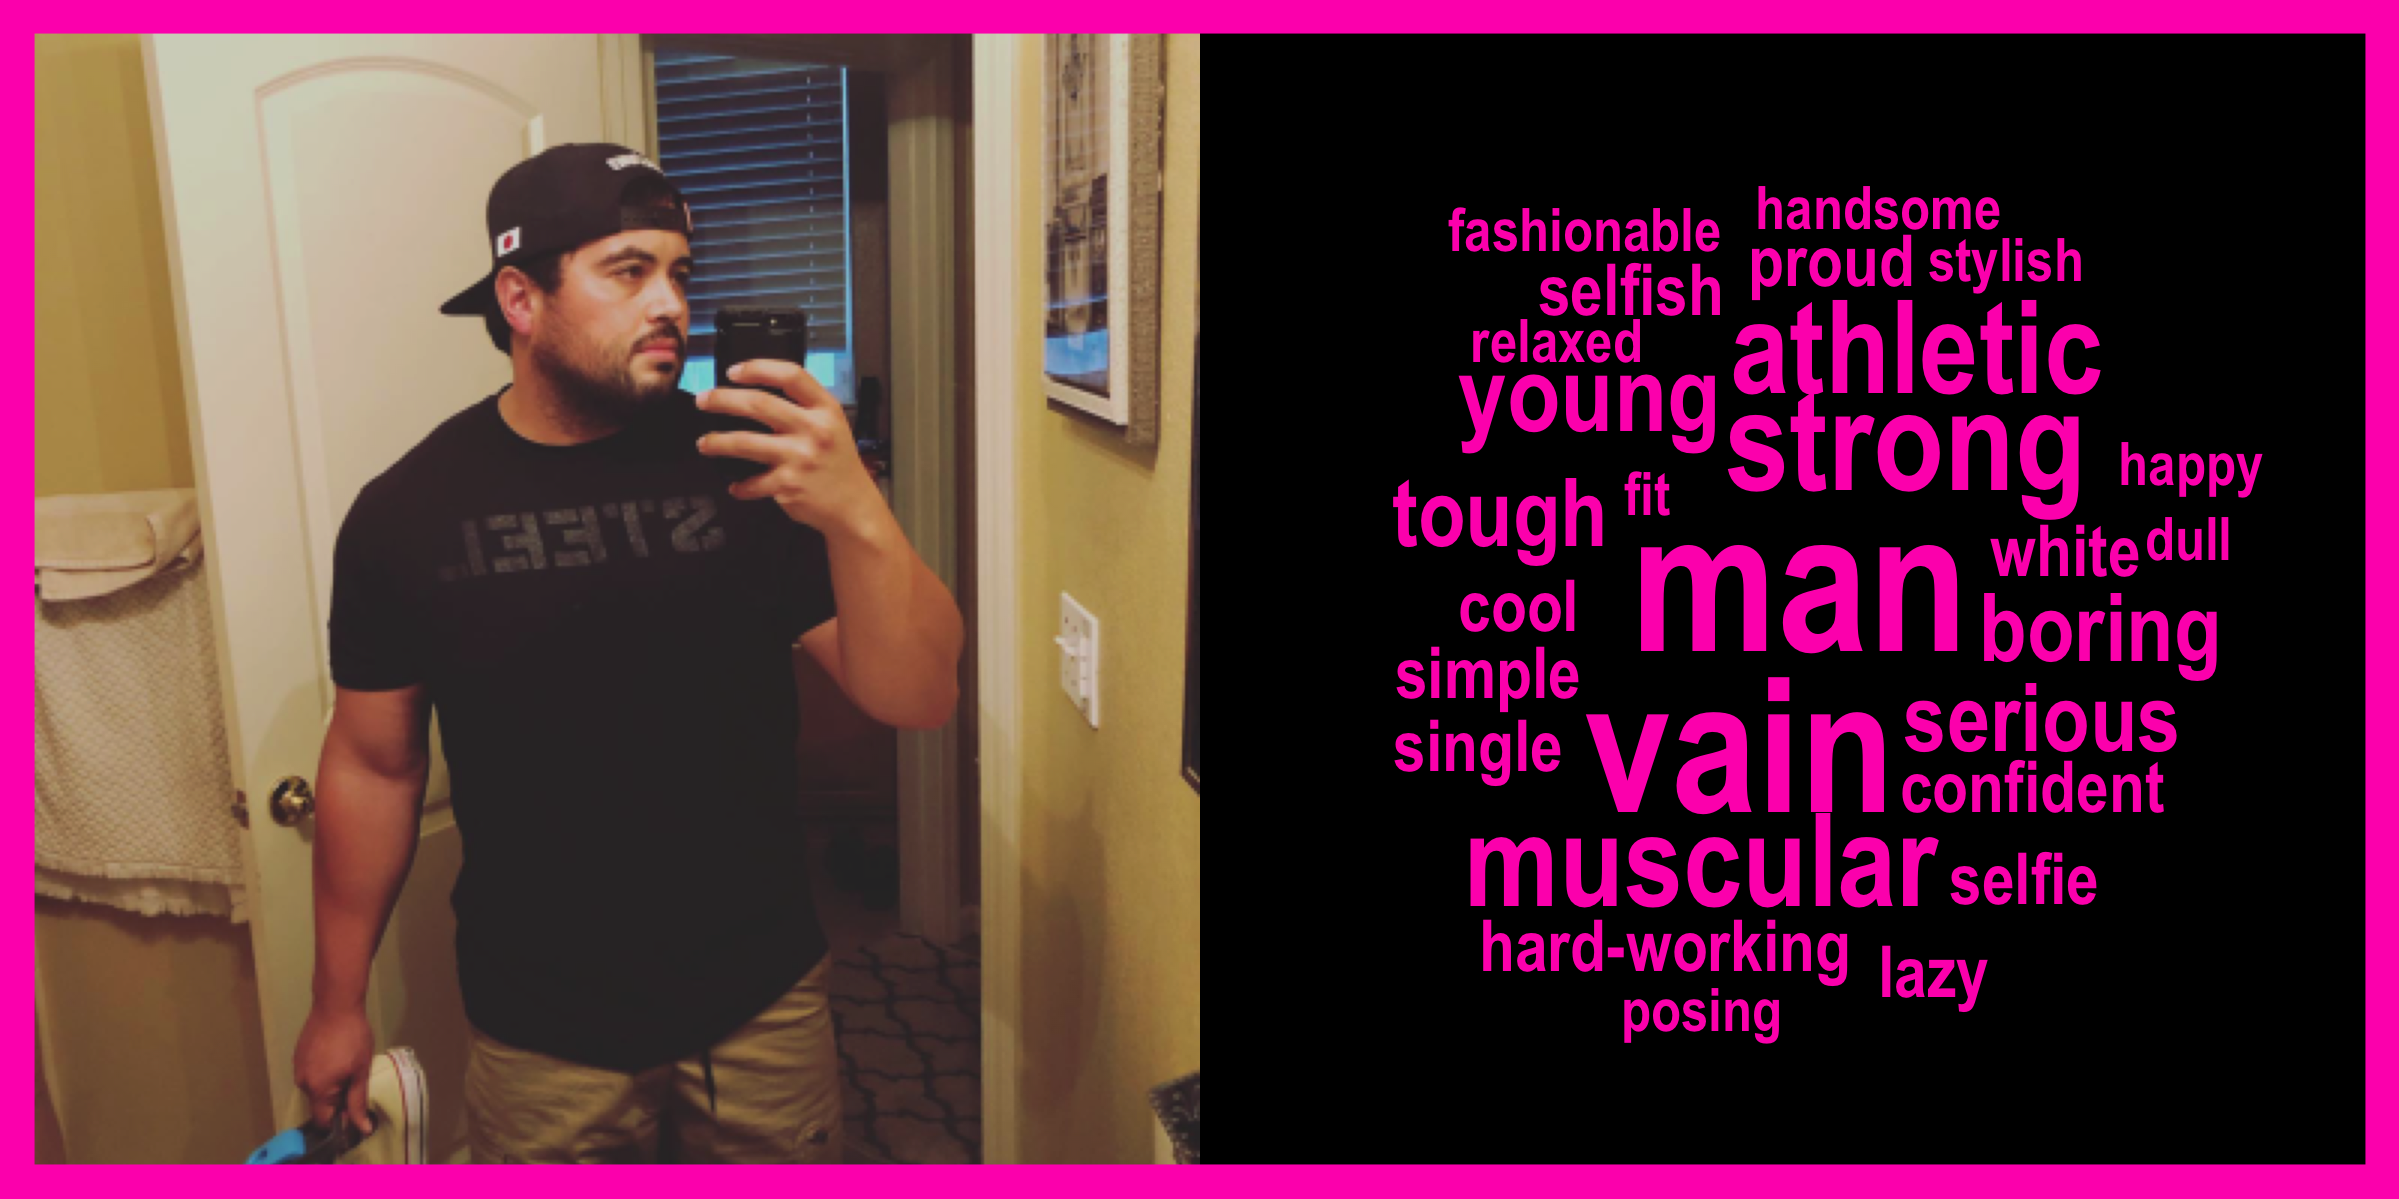 STEEL
handsome
fashionable
proud stylish
selfish
athletic
relaxed
young
strong
happy
fit
tough
white dull
man
cool
boring
simple
serious
vain
single
confident
muscular
selfie
hard-working
lazy
posing